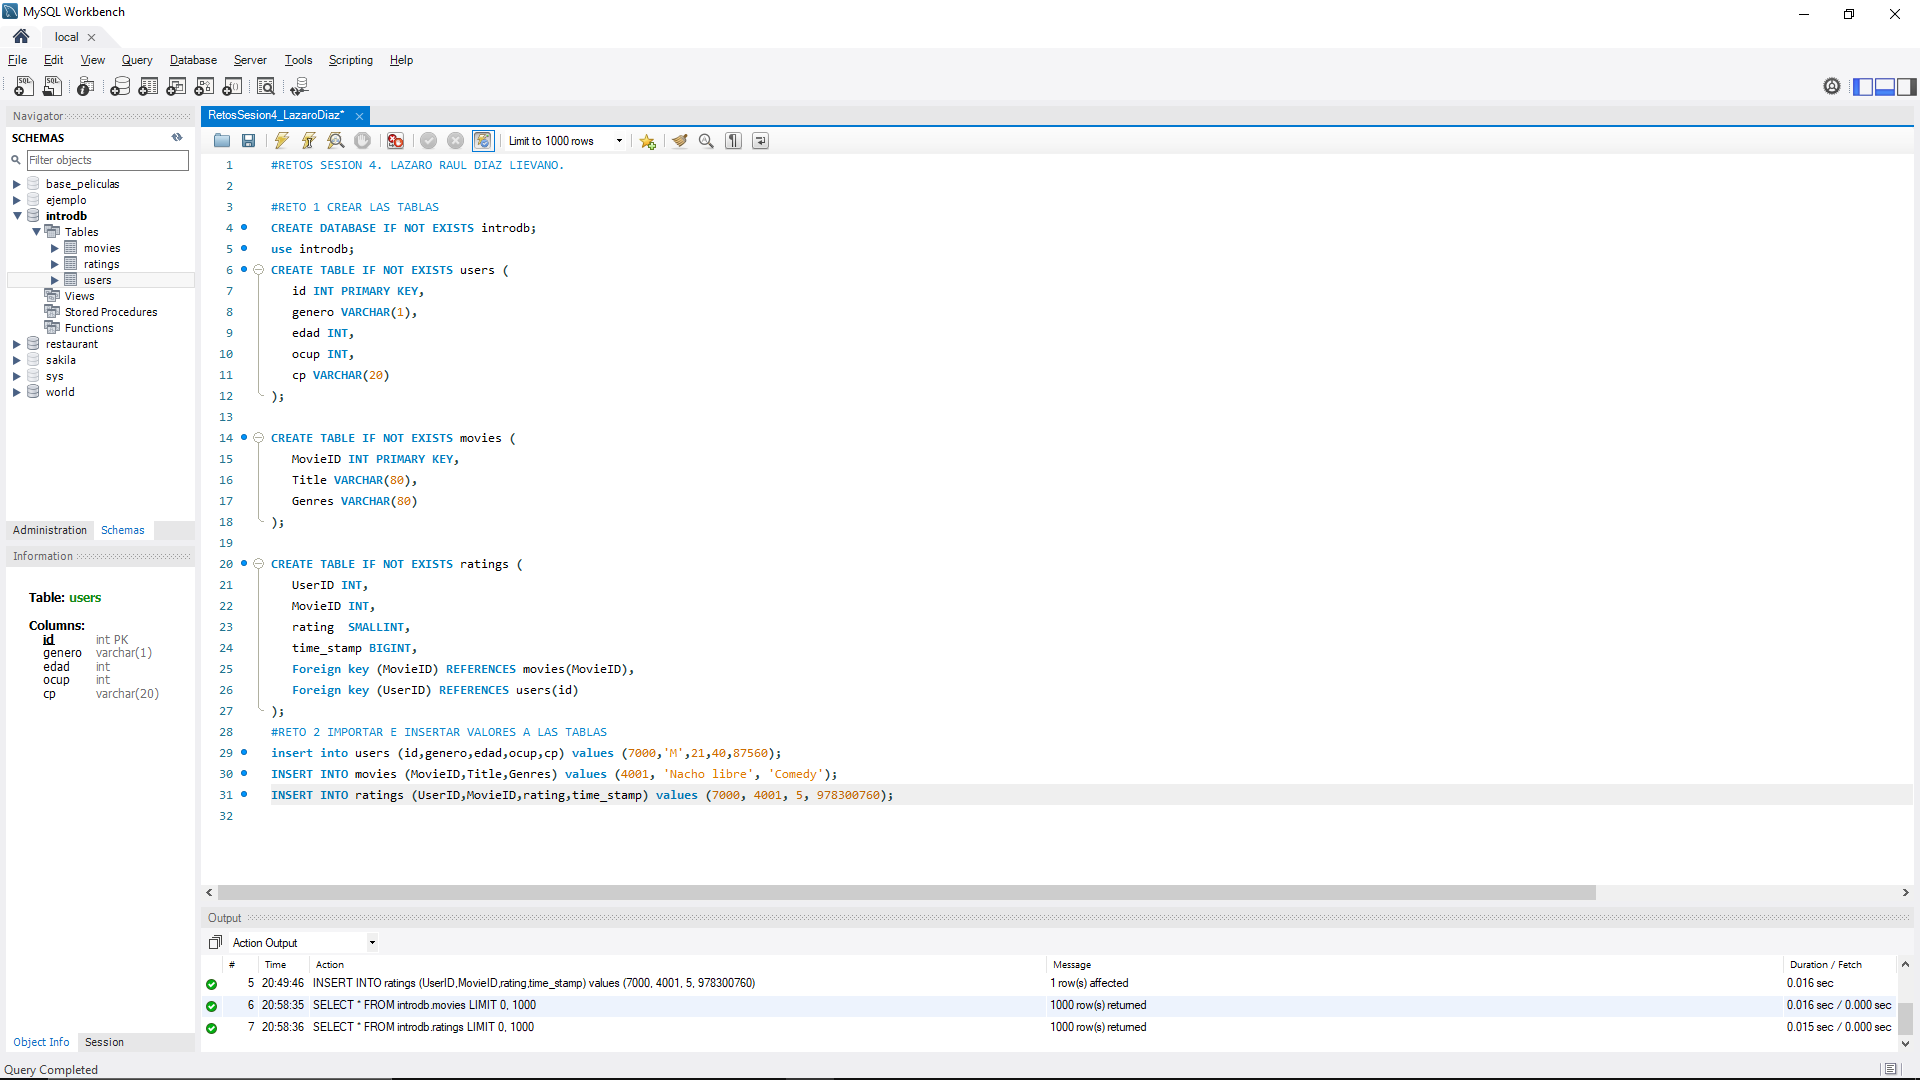 MySQL Workbench
local
File Edit View Query Database Server Tools Scripting Help
Navigator
SCHEMAS
Filter objects
base_peliculas
ejemplo
introdb
Tables
movies
ratings
users
Views
Stored Procedures
Functions
restaurant
sakila
sys
world
Administration Schemas
Information
Table: users
Columns:
id int PK
genero varchar(1)
edad int
ocup int
cp varchar(20)
Object Info Session
RetosSesion4_LazaroDiaz*
Limit to 1000 rows
1 #RETOS SESION 4. LAZARO RAUL DIAZ LIEVANO.
2
3 #RETO 1 CREAR LAS TABLAS
4 CREATE DATABASE IF NOT EXISTS introdb;
5 use introdb;
6 CREATE TABLE IF NOT EXISTS users (
7 id INT PRIMARY KEY,
8 genero VARCHAR(1),
9 edad INT,
10 ocup INT,
11 cp VARCHAR(20)
12 );
13
14 CREATE TABLE IF NOT EXISTS movies (
15 MovieID INT PRIMARY KEY,
16 Title VARCHAR(80),
17 Genres VARCHAR(80)
18 );
19
20 CREATE TABLE IF NOT EXISTS ratings (
21 UserID INT,
22 MovieID INT,
23 rating  SMALLINT,
24 time_stamp BIGINT,
25 Foreign key (MovieID) REFERENCES movies(MovieID),
26 Foreign key (UserID) REFERENCES users(id)
27 );
28 #RETO 2 IMPORTAR E INSERTAR VALORES A LAS TABLAS
29 insert into users (id,genero,edad,ocup,cp) values (7000,'M',21,40,87560);
30 INSERT INTO movies (MovieID,Title,Genres) values (4001, 'Nacho libre', 'Comedy');
31 INSERT INTO ratings (UserID,MovieID,rating,time_stamp) values (7000, 4001, 5, 978300760);
32
Output
Action Output
# Time Action Message Duration / Fetch
5 20:49:46 INSERT INTO ratings (UserID,MovieID,rating,time_stamp) values (7000, 4001, 5, 978300760) 1 row(s) affected 0.016 sec
6 20:58:35 SELECT * FROM introdb.movies LIMIT 0, 1000 1000 row(s) returned 0.016 sec / 0.000 sec
7 20:58:36 SELECT * FROM introdb.ratings LIMIT 0, 1000 1000 row(s) returned 0.015 sec / 0.000 sec
Query Completed